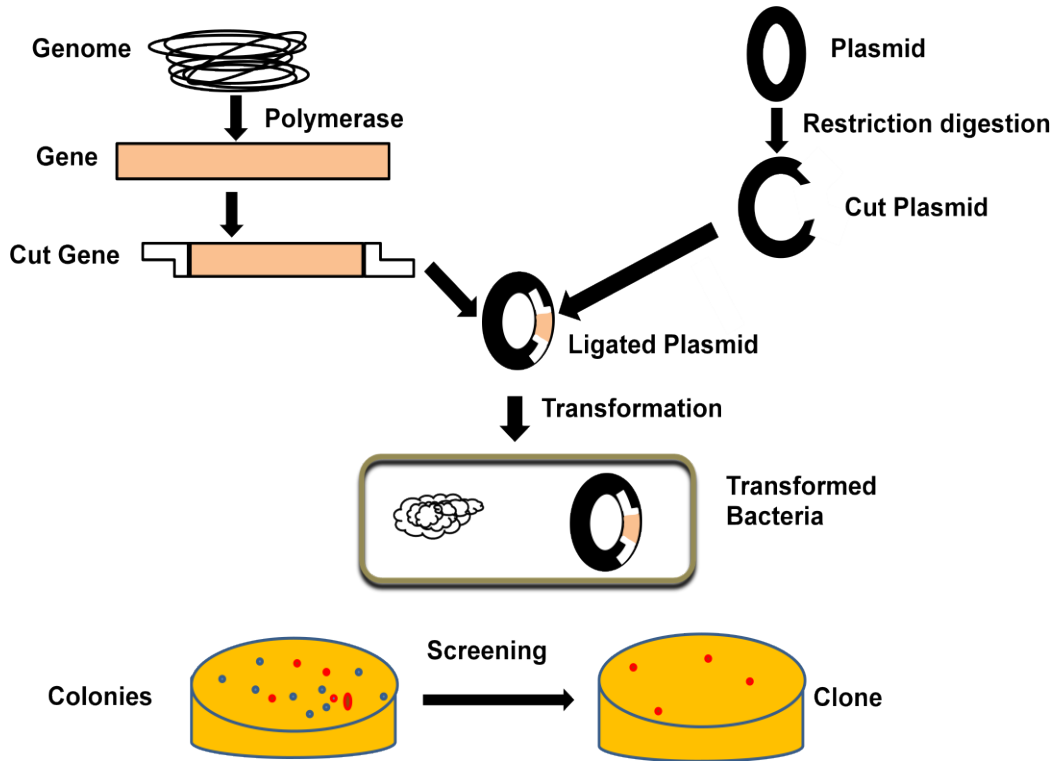 Genome
Plasmid
Polymerase
Restriction digestion
Gene
Cut Plasmid
Cut Gene
Ligated Plasmid
Transformation
Transformed
Bacteria
Screening
Colonies
Clone